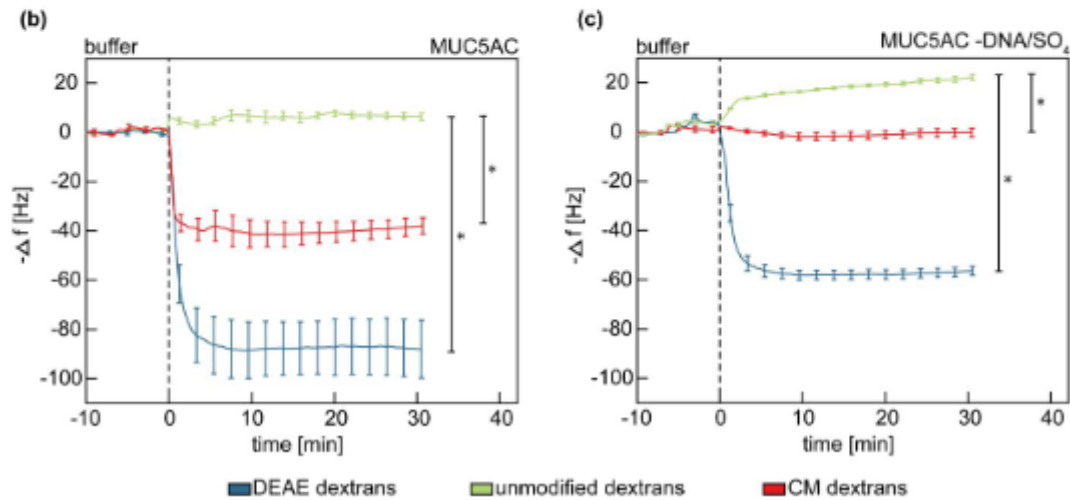 (b)
buffer
MUC5AC
20
0
-20
-40
-60
-80
-100
-Δ f [Hz]
*
*
-10
0
10
20
30
40
time [min]
(c)
buffer
MUC5AC -DNA/SO₄
20
0
-20
-40
-60
-80
-100
-Δ f [Hz]
*
*
-10
0
10
20
30
40
time [min]
DEAE dextrans
unmodified dextrans
CM dextrans